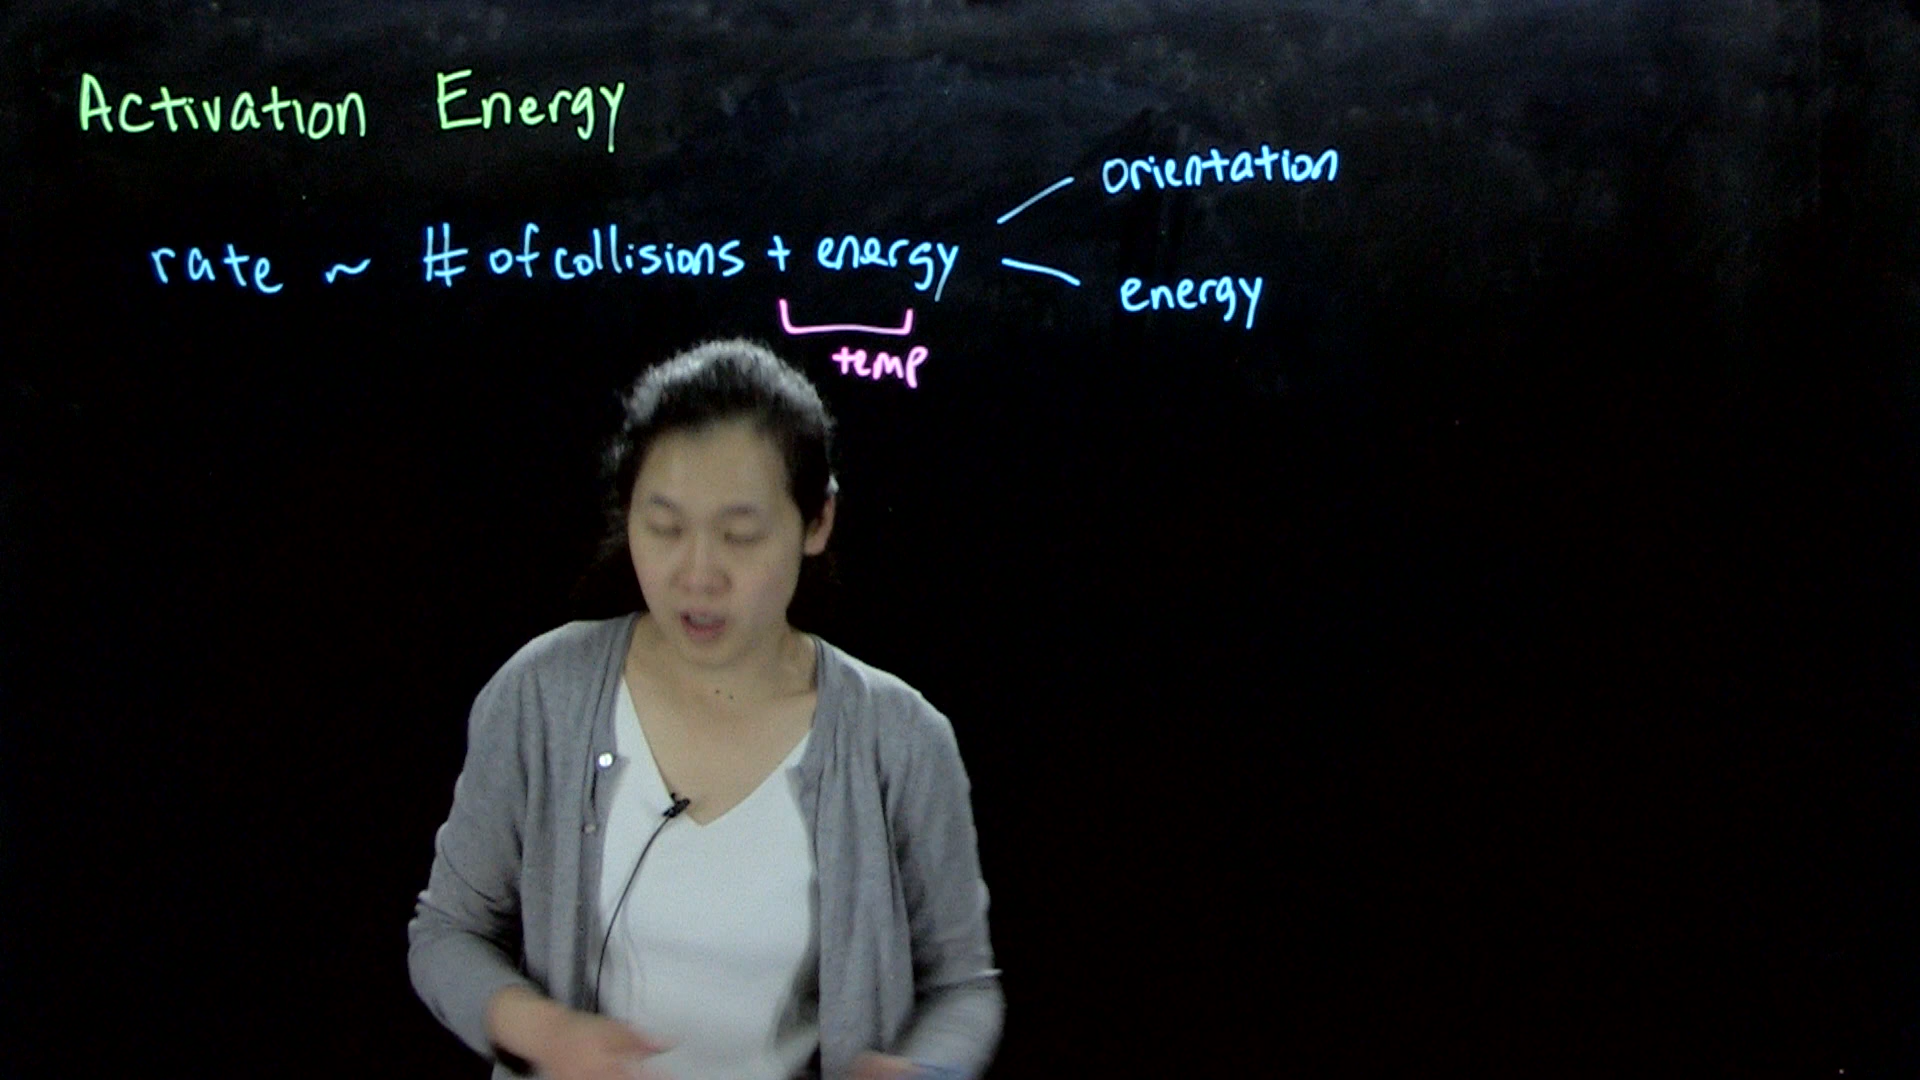 Activation Energy
orientation
rate ~ # of collisions + energy
energy
temp